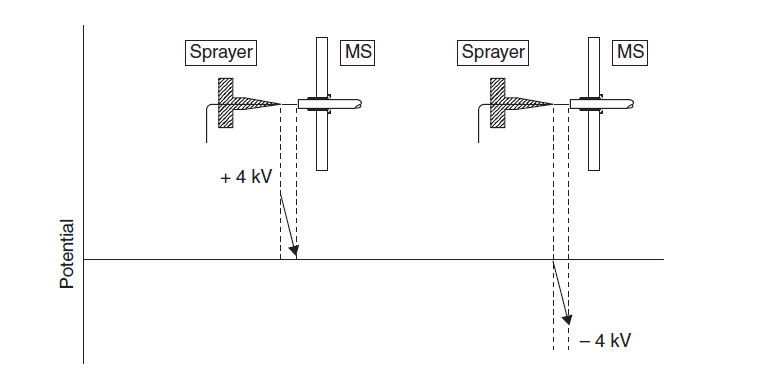 Sprayer MS Sprayer MS
+ 4 kV
Potential
– 4 kV